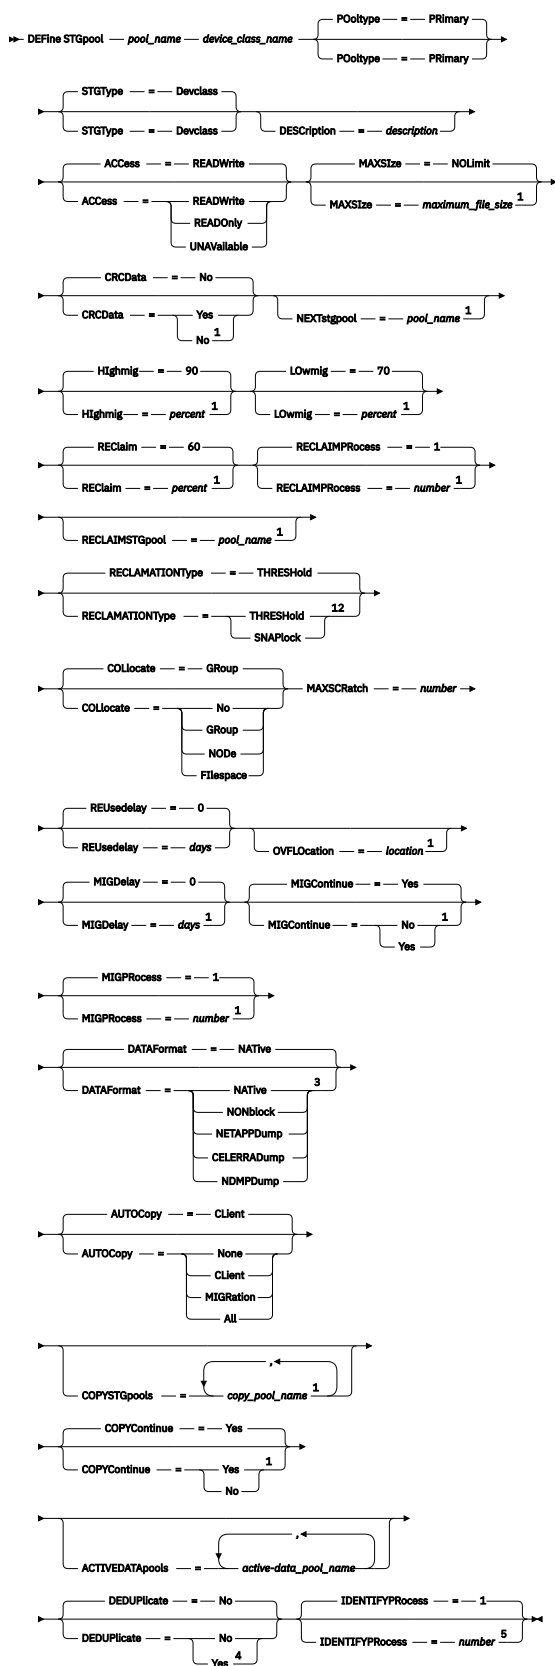 POoltype = PRimary
DEFine STGpool pool_name device_class_name
POoltype = PRimary
STGType = Devclass
STGType = Devclass
DESCription = description
ACCess = READWrite
MAXSIze = NOLimit
ACCess = READWrite
MAXSIze = maximum_file_size 1
READOnly
UNAVailable
CRCData = No
CRCData = Yes
NEXTstgpool = pool_name 1
No 1
HIghmig = 90
LOwmig = 70
HIghmig = percent 1
LOwmig = percent 1
REClaim = 60
RECLAIMPRocess = 1
REClaim = percent 1
RECLAIMPRocess = number 1
RECLAIMSTGpool = pool_name 1
RECLAMATIONType = THRESHold
RECLAMATIONType = THRESHold 12
SNAPlock
COLlocate = GRoup
MAXSCRatch = number
COLlocate = No
GRoup
NODe
FIlespace
REUsedelay = 0
REUsedelay = days
OVFLOcation = location 1
MIGDelay = 0
MIGContinue = Yes
MIGDelay = days 1
MIGContinue = No 1
Yes
MIGPRocess = 1
MIGPRocess = number 1
DATAFormat = NATive
DATAFormat = NATive 3
NONblock
NETAPPDump
CELERRADump
NDMPDump
AUTOCopy = CLient
AUTOCopy = None
CLient
MIGRation
All
,
COPYSTGpools = copy_pool_name 1
COPYContinue = Yes
COPYContinue = Yes 1
No
,
ACTIVEDATApools = active-data_pool_name
DEDUPlicate = No
IDENTIFYPRocess = 1
DEDUPlicate = No
IDENTIFYPRocess = number 5
Yes 4